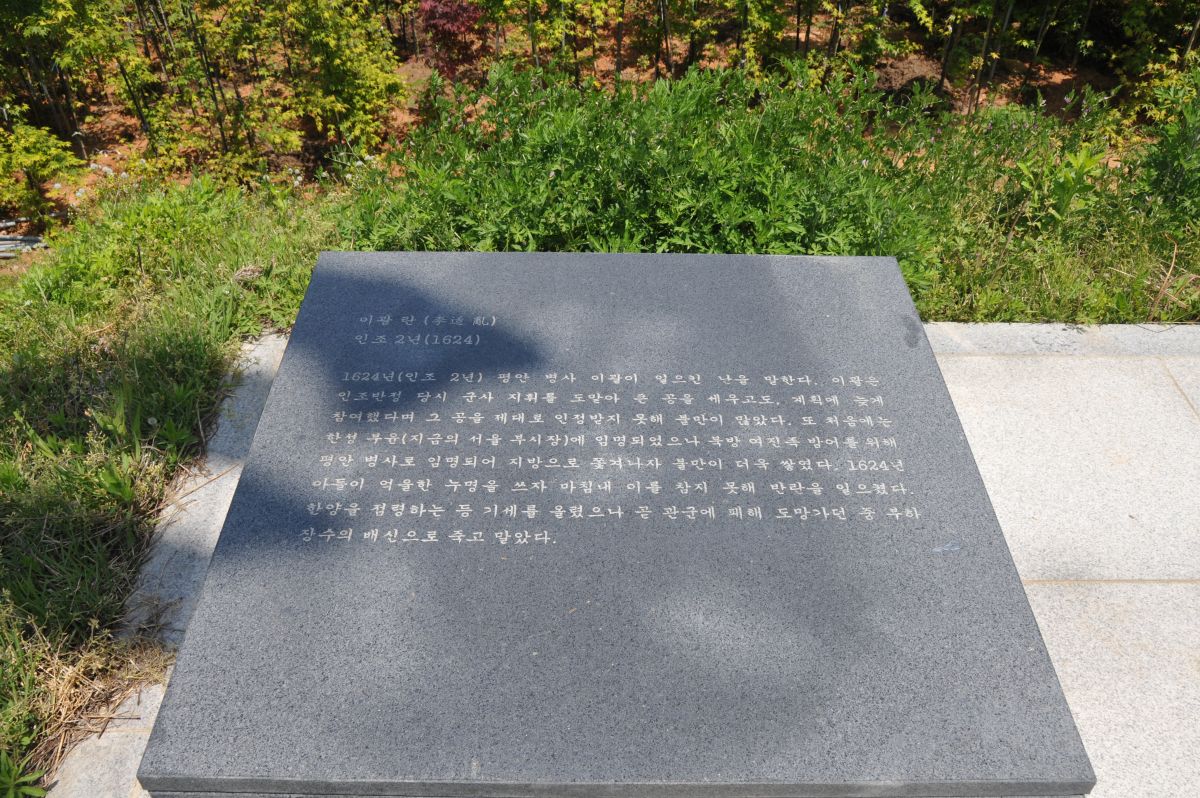 이괄 란 (李适 亂)
인조 2년(1624)
1624년(인조 2년) 평안 병사 이괄이 일으킨 난을 말한다. 이괄은
인조반정 당시 군사 지휘를 도맡아 큰 공을 세우고도, 계획에 늦게
참여했다며 그 공을 제대로 인정받지 못해 불만이 많았다. 또 처음에는
한성 부윤(지금의 서울 부시장)에 임명되었으나 북방 여진족 방어를 위해
평안 병사로 임명되어 지방으로 쫓겨나자 불만이 더욱 쌓였다. 1624년
아들이 억울한 누명을 쓰자 마침내 이를 참지 못해 반란을 일으켰다.
한양을 점령하는 등 기세를 올렸으나 곧 관군에 패해 도망가던 중 부하
장수의 배신으로 죽고 말았다.